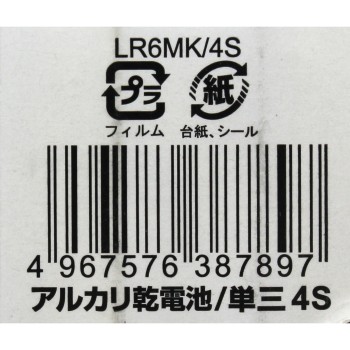 LR6MK/4S
プラ 紙
フィルム 台紙、シール
4 967576 387897
アルカリ乾電池/単三 4S